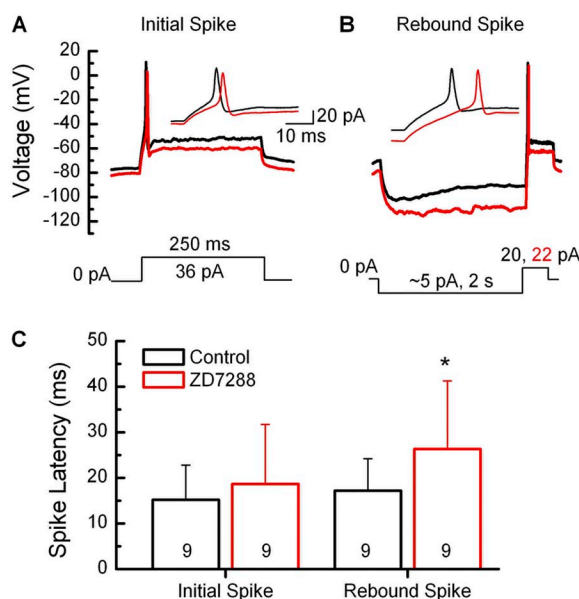 A Initial Spike
B Rebound Spike
Voltage (mV)
20
0
-20
-40
-60
-80
-100
-120
20 pA
10 ms
250 ms
0 pA
36 pA
0 pA
~5 pA, 2 s
20, 22 pA
C
Spike Latency (ms)
50
40
30
20
10
0
Control
ZD7288
*
9
9
9
9
Initial Spike
Rebound Spike